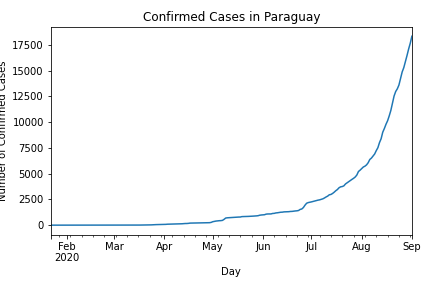 Confirmed Cases in Paraguay
17500
15000
12500
10000
7500
5000
2500
0
Number of Confirmed Cases
Feb Mar Apr May Jun Jul Aug Sep
2020
Day